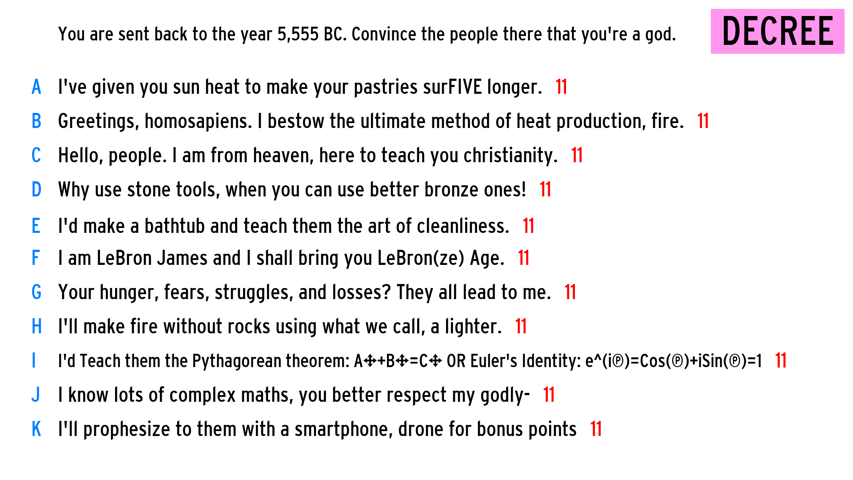 You are sent back to the year 5,555 BC. Convince the people there that you're a god.
DECREE
A I've given you sun heat to make your pastries surFIVE longer. 11
B Greetings, homosapiens. I bestow the ultimate method of heat production, fire. 11
C Hello, people. I am from heaven, here to teach you christianity. 11
D Why use stone tools, when you can use better bronze ones! 11
E I'd make a bathtub and teach them the art of cleanliness. 11
F I am LeBron James and I shall bring you LeBron(ze) Age. 11
G Your hunger, fears, struggles, and losses? They all lead to me. 11
H I'll make fire without rocks using what we call, a lighter. 11
I I'd Teach them the Pythagorean theorem: A✢+B✢=C✢ OR Euler's Identity: e^(i℗)=Cos(℗)+iSin(℗)=1 11
J I know lots of complex maths, you better respect my godly- 11
K I'll prophesize to them with a smartphone, drone for bonus points 11